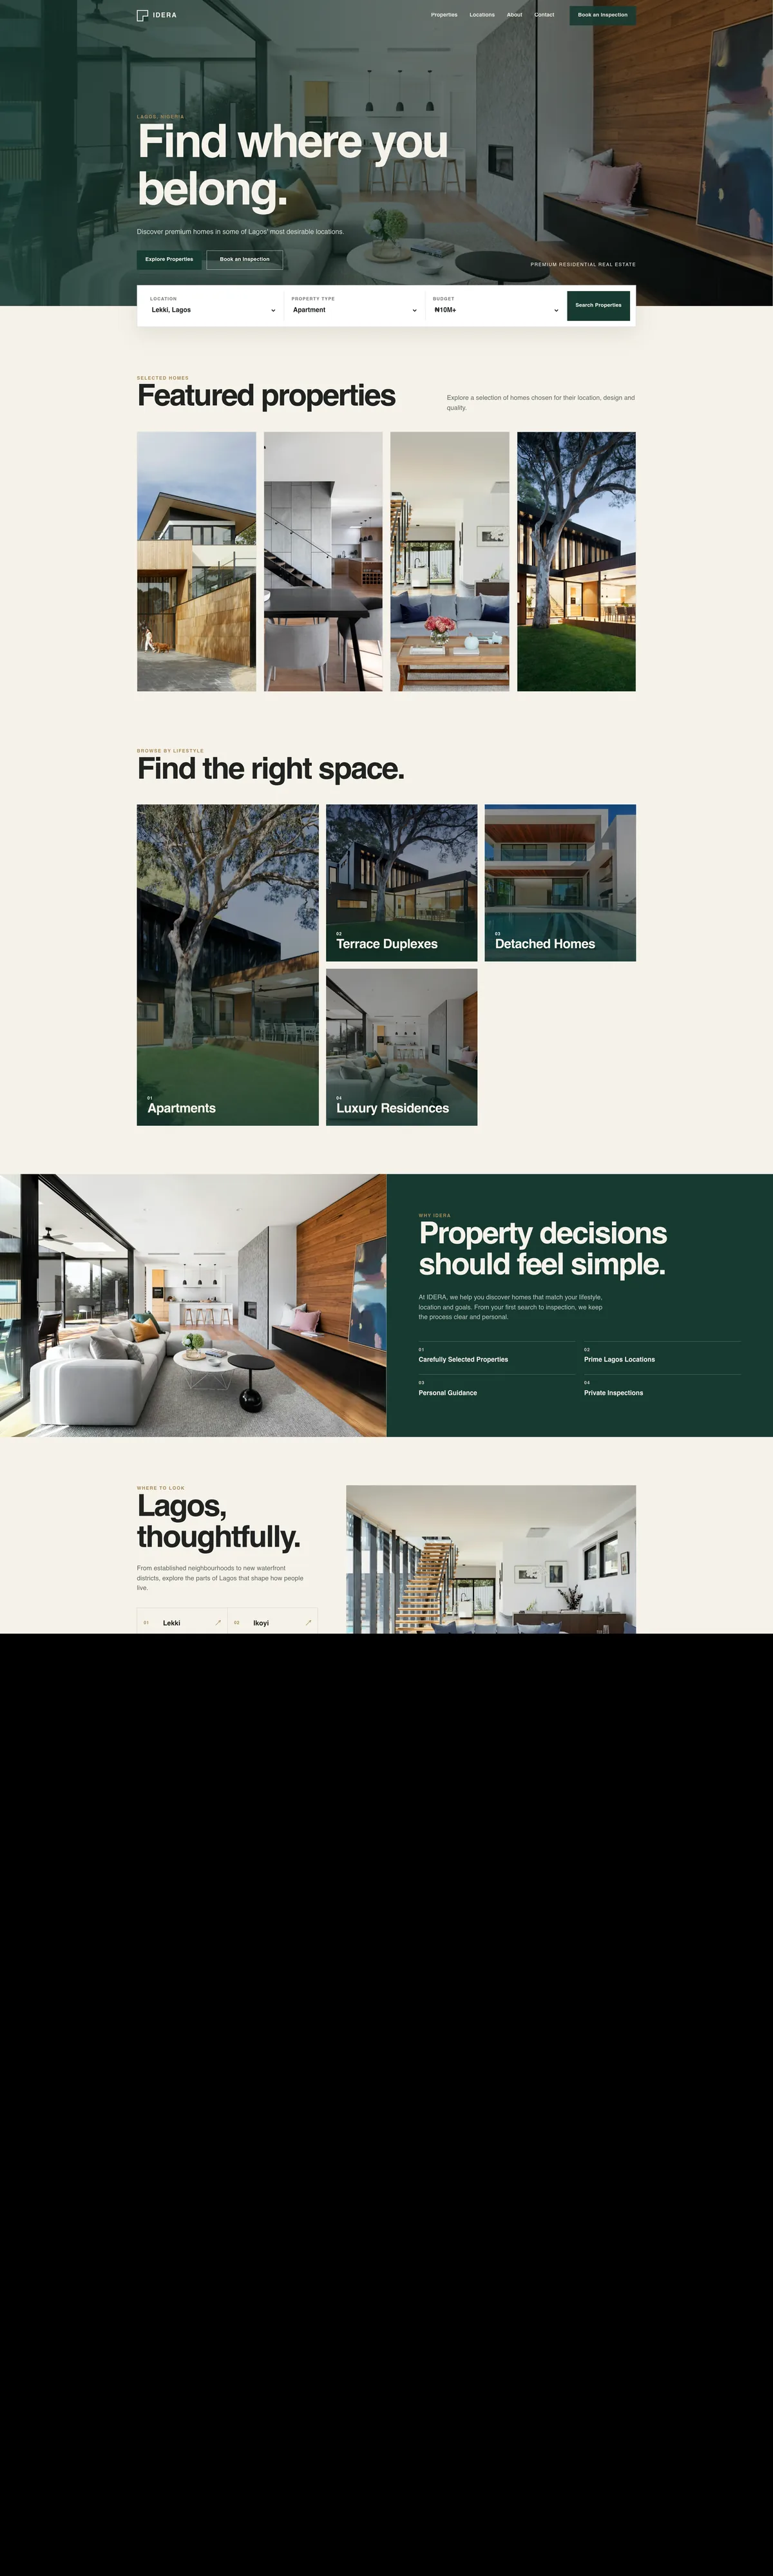 IDERA
Properties
Locations
About
Contact
Book an Inspection
LAGOS, NIGERIA
Find where you
belong.
Discover premium homes in some of Lagos' most desirable locations.
Explore Properties
Book an Inspection
PREMIUM RESIDENTIAL REAL ESTATE
LOCATION
Lekki, Lagos
PROPERTY TYPE
Apartment
BUDGET
₦10M+
Search Properties
SELECTED HOMES
Featured properties
Explore a selection of homes chosen for their location, design and
quality.
BROWSE BY LIFESTYLE
Find the right space.
01
Apartments
02
Terrace Duplexes
03
Detached Homes
04
Luxury Residences
WHY IDERA
Property decisions
should feel simple.
At IDERA, we help you discover homes that match your lifestyle,
location and goals. From your first search to inspection, we keep
the process clear and personal.
01
Carefully Selected Properties
02
Prime Lagos Locations
03
Personal Guidance
04
Private Inspections
WHERE TO LOOK
Lagos,
thoughtfully.
From established neighbourhoods to new waterfront
districts, explore the parts of Lagos that shape how people
live.
01 Lekki ↗
02 Ikoyi ↗